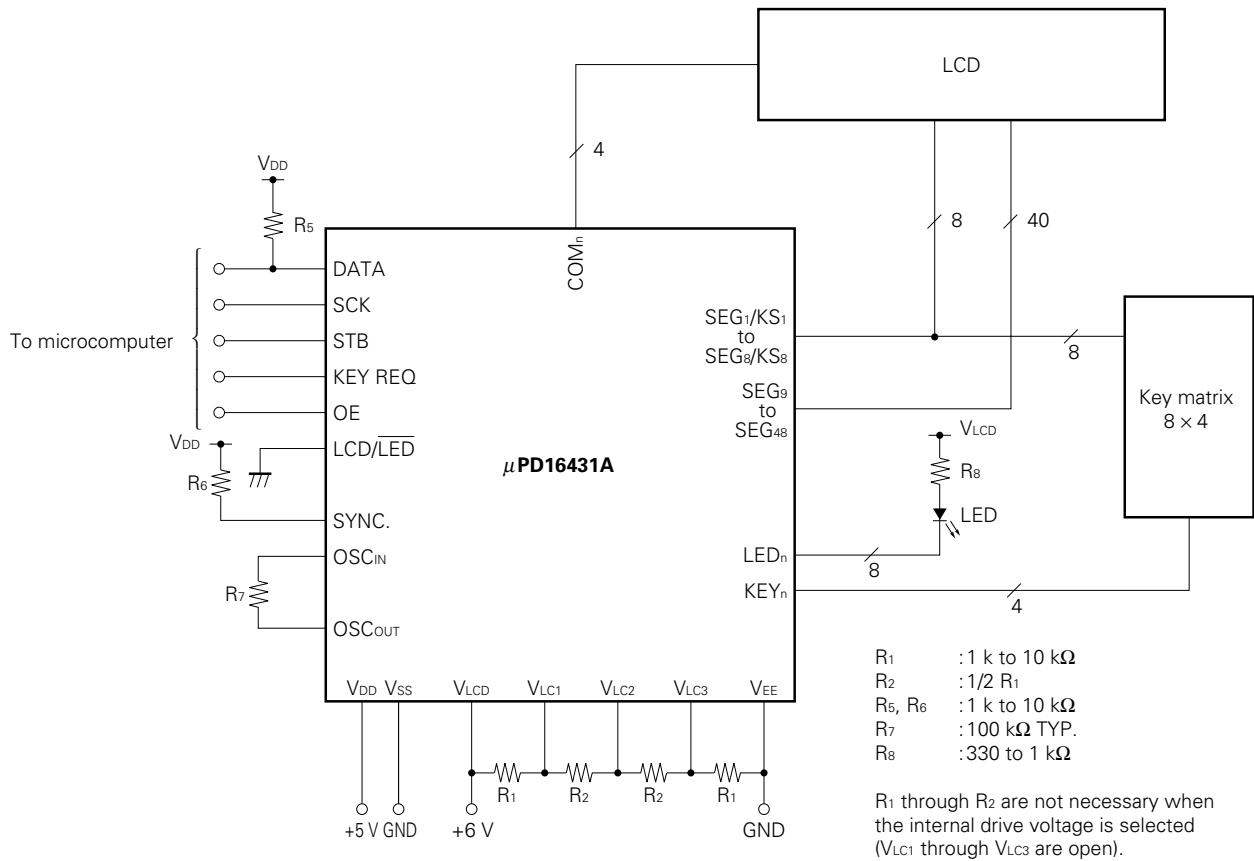 LCD
4
VDD
R5
8
40
COMn
DATA
SCK
STB
KEY REQ
OE
To microcomputer
VDD
LCD/L̅E̅D̅
R6
SYNC.
OSCIN
R7
OSCOUT
μPD16431A
SEG1/KS1
to
SEG8/KS8
8
SEG9
to
SEG48
Key matrix
8 × 4
VLCD
R8
LED
LEDn
8
KEYn
4
VDD VSS VLCD VLC1 VLC2 VLC3 VEE
R1 R2 R2 R1
+5 V GND +6 V GND
R1 : 1 k to 10 kΩ
R2 : 1/2 R1
R5, R6 : 1 k to 10 kΩ
R7 : 100 kΩ TYP.
R8 : 330 to 1 kΩ
R1 through R2 are not necessary when
the internal drive voltage is selected
(VLC1 through VLC3 are open).